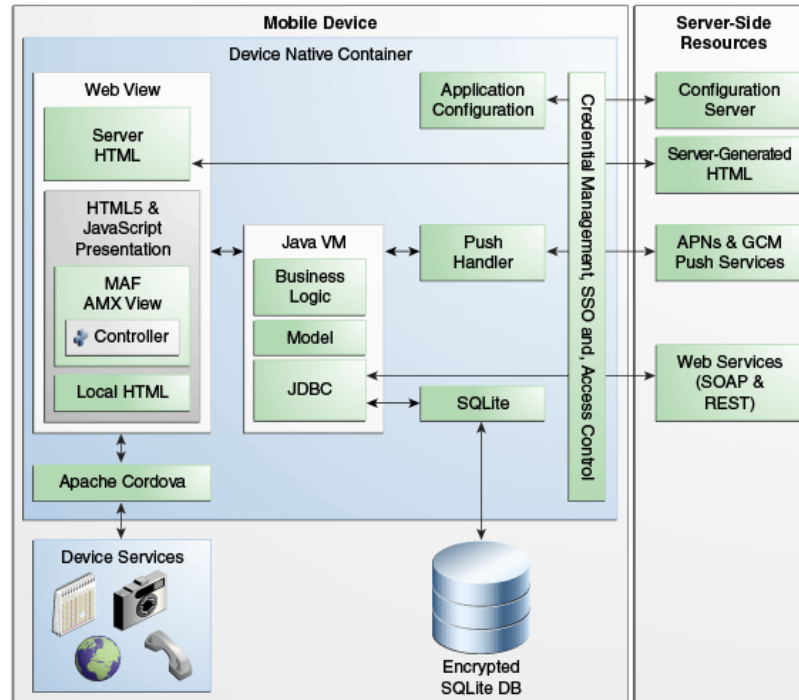 Mobile Device
Device Native Container
Web View
Server
HTML
HTML5 &
JavaScript
Presentation
MAF
AMX View
Controller
Local HTML
Apache Cordova
Device Services
Java VM
Business
Logic
Model
JDBC
Application
Configuration
Push
Handler
SQLite
Encrypted
SQLite DB
Credential Management, SSO and, Access Control
Server-Side
Resources
Configuration
Server
Server-Generated
HTML
APNs & GCM
Push Services
Web Services
(SOAP &
REST)